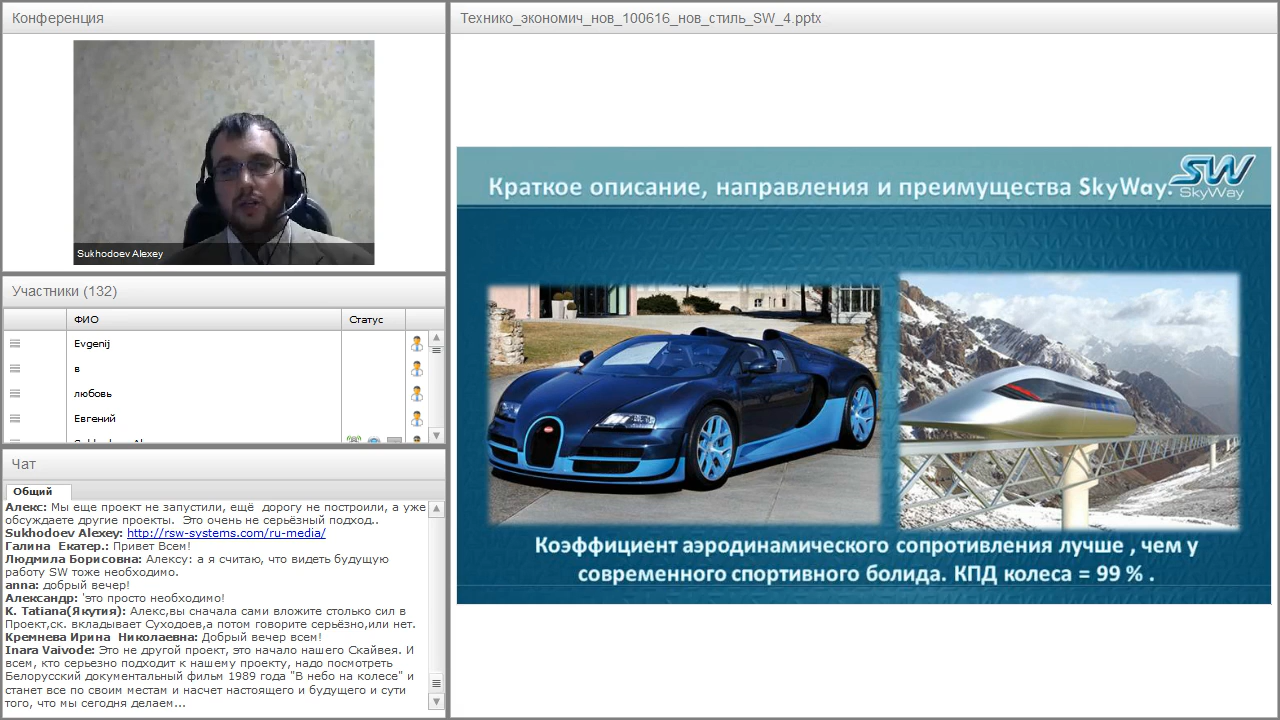 Конференция
Sukhodoev Alexey
Участники (132)
ФИО Статус
Evgenij
в
любовь
Евгений
Чат
Общий
Алекс: Мы ещё проект не запустили, ещё дорогу не построили, а уже
обсуждаете другие проекты. Это очень не серьёзный подход..
Sukhodoev Alexey: http://rsw-systems.com/ru-media/
Галина Екатер.: Привет Всем!
Людмила Борисовна: Алексу: а я считаю, что видеть будущую
работу SW тоже необходимо.
anna: добрый вечер!
Александр: 'это просто необходимо!
K. Tatiana(Якутия): Алекс,вы сначала сами вложите столько сил в
Проект,ск. вкладывает Суходоев,а потом говорите серьёзно,или нет.
Кремнева Ирина Николаевна: Добрый вечер всем!
Inara Vaivode: Это не другой проект, это начало нашего Скайвея. И
всем, кто серьезно подходит к нашему проекту, надо посмотреть
Белорусский документальный фильм 1989 года "В небо на колесе" и
станет все по своим местам и насчет настоящего и будущего и сути
того, что мы сегодня делаем...
Технико_экономич_нов_100616_нов_стиль_SW_4.pptx
Краткое описание, направления и преимущества SkyWay.
SW
SkyWay
Коэффициент аэродинамического сопротивления лучше , чем у
современного спортивного болида. КПД колеса = 99 % .